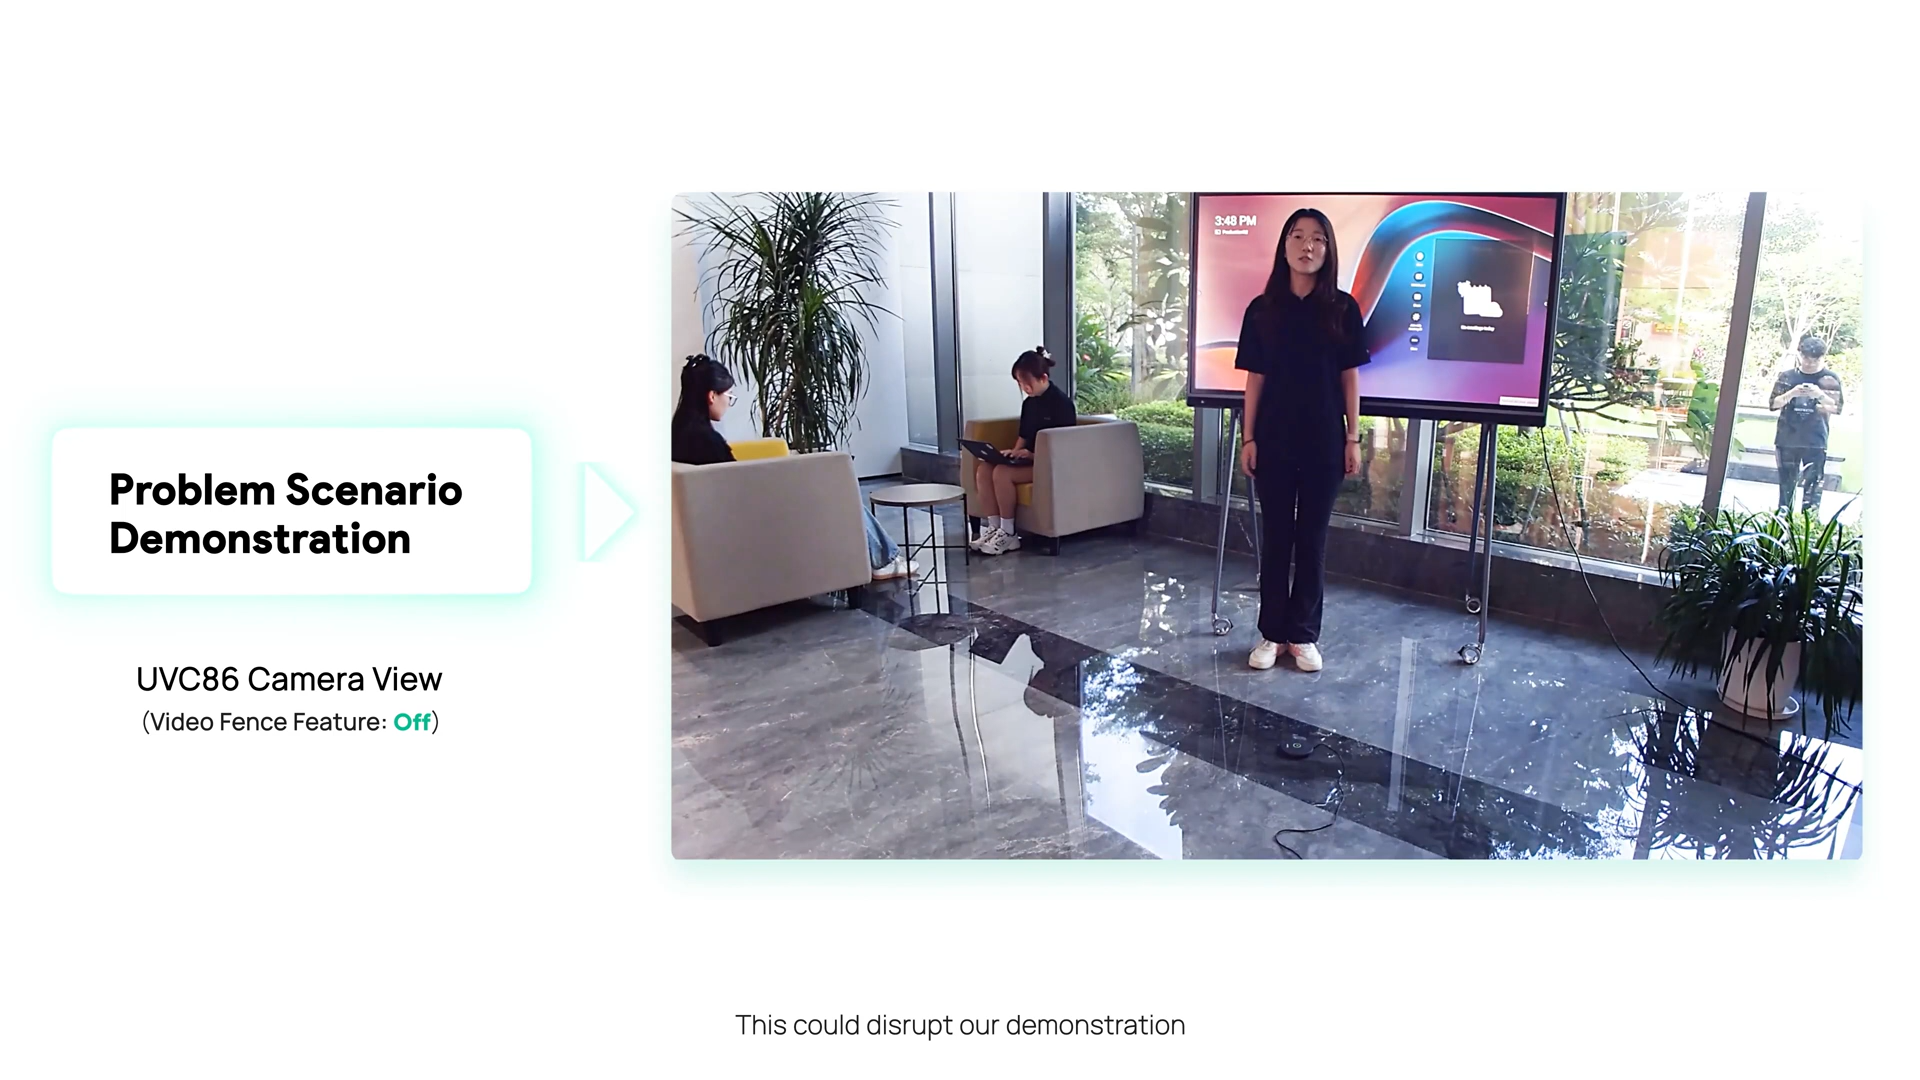 Problem Scenario
Demonstration
UVC86 Camera View
(Video Fence Feature: Off)
3:48 PM
This could disrupt our demonstration